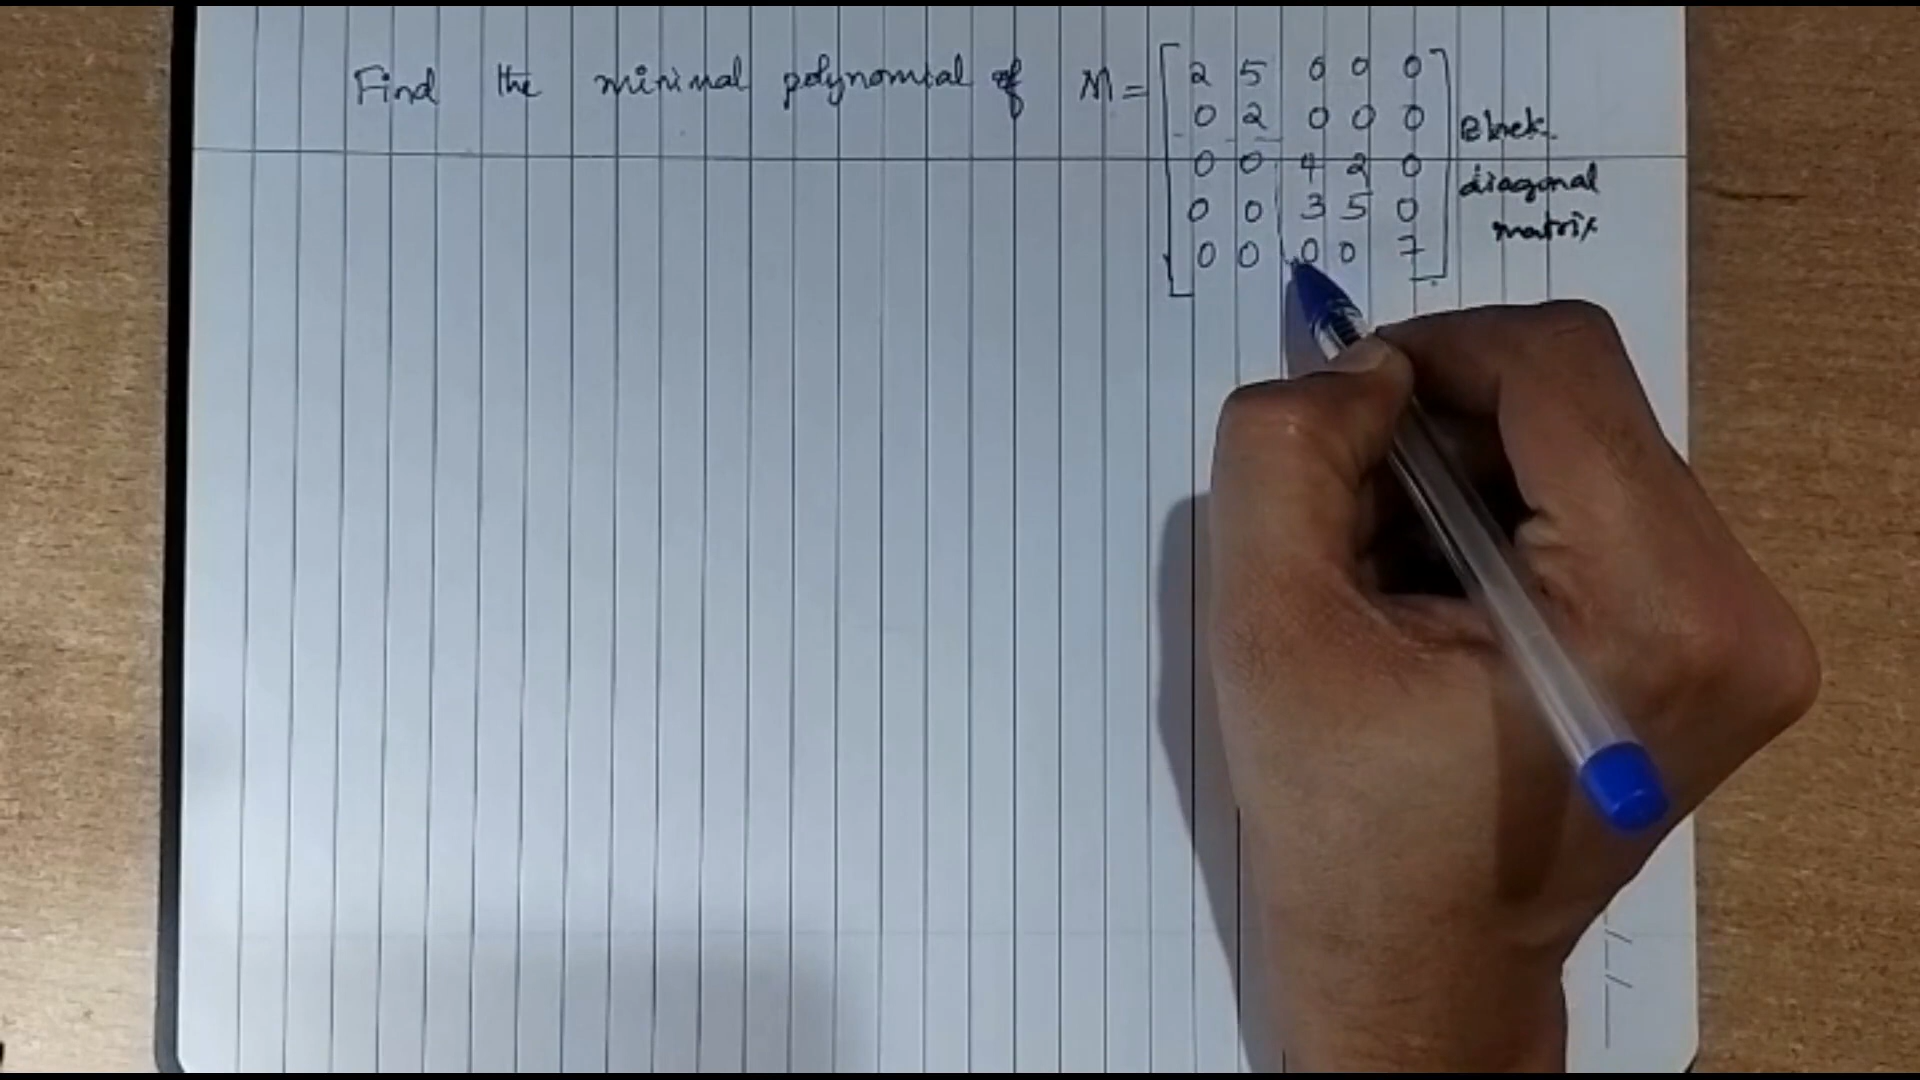 Find the minimal polynomial of M = [2 5 0 0 0
0 2 0 0 0
0 0 4 2 0
0 0 3 5 0
0 0 0 0 7]
Block
diagonal
matrix